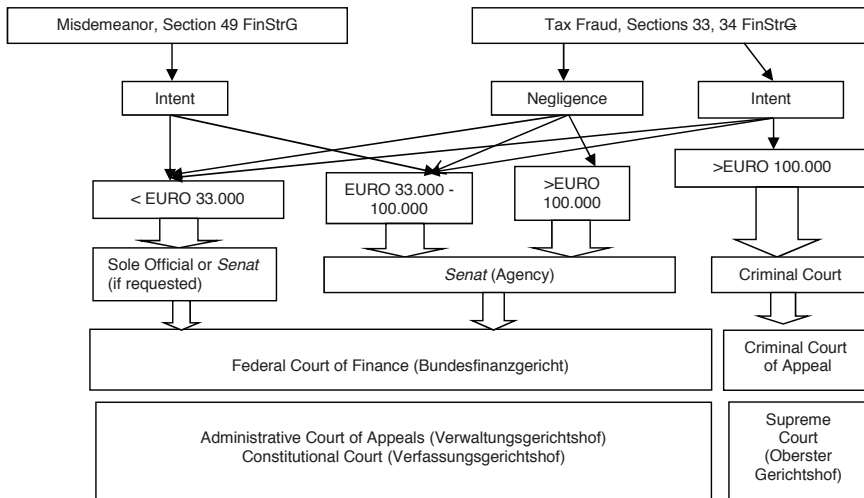 Misdemeanor, Section 49 FinStrG
Tax Fraud, Sections 33, 34 FinStrG
Intent
Negligence
Intent
< EURO 33.000
EURO 33.000 -
100.000
>EURO
100.000
>EURO 100.000
Sole Official or Senat
(if requested)
Senat (Agency)
Criminal Court
Federal Court of Finance (Bundesfinanzgericht)
Criminal Court
of Appeal
Administrative Court of Appeals (Verwaltungsgerichtshof)
Constitutional Court (Verfassungsgerichtshof)
Supreme
Court
(Oberster
Gerichtshof)